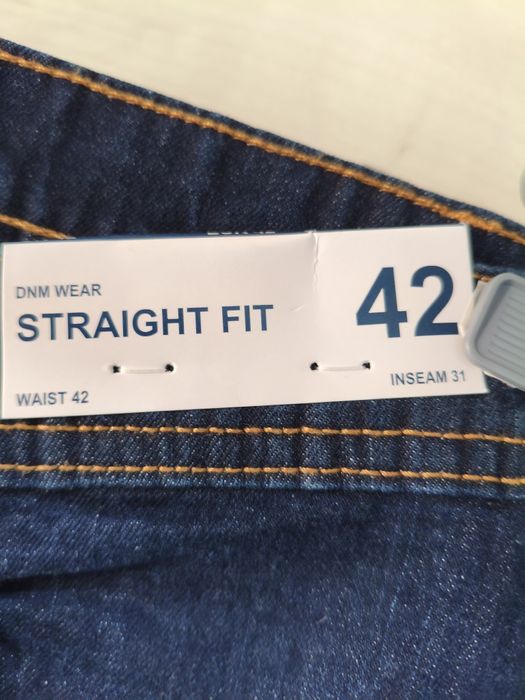 DNM WEAR
STRAIGHT FIT
42
WAIST 42
INSEAM 31